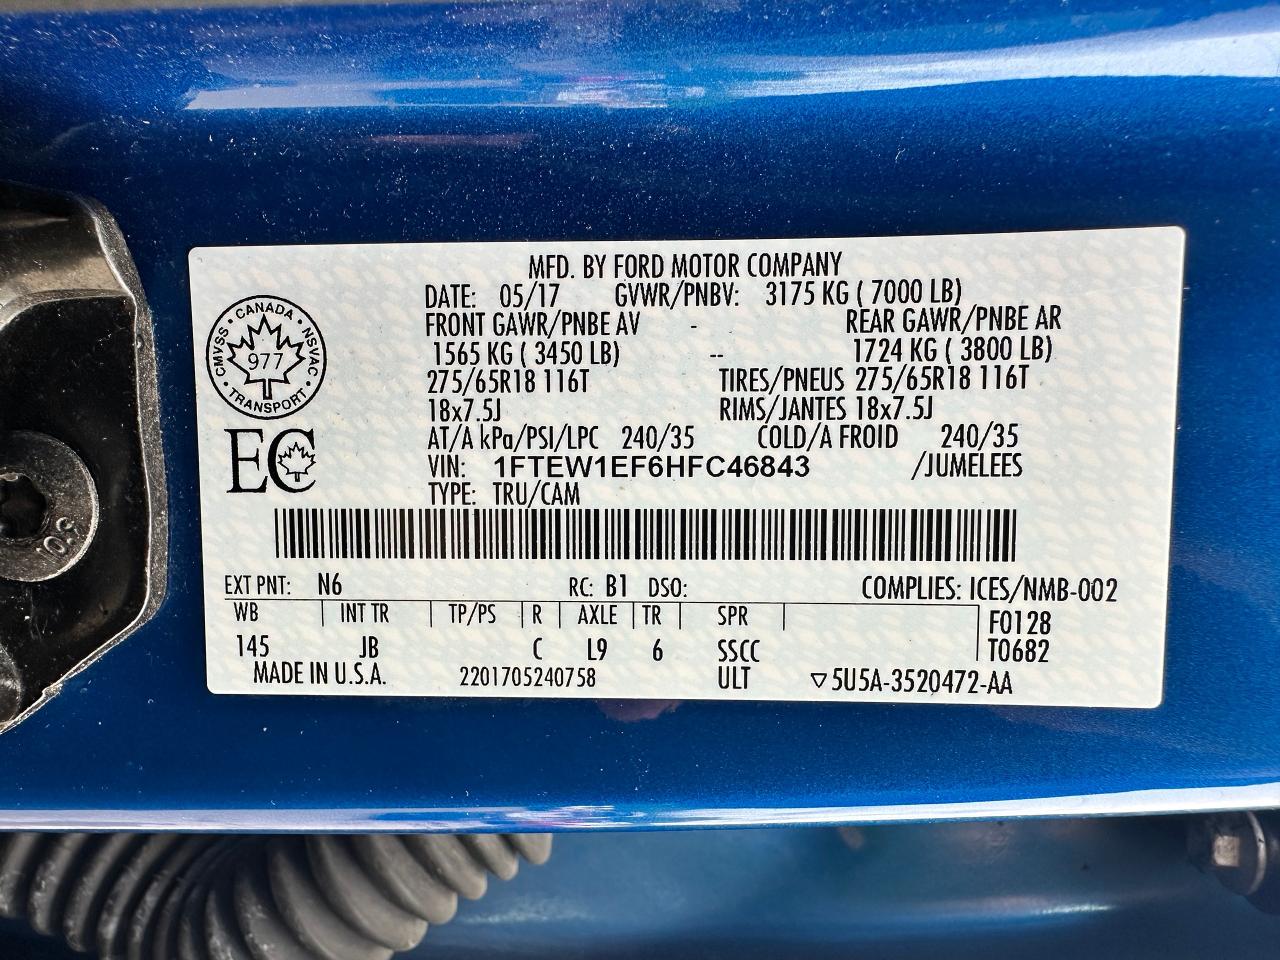 MFD. BY FORD MOTOR COMPANY
DATE: 05/17 GVWR/PNBV: 3175 KG ( 7000 LB)
FRONT GAWR/PNBE AV - REAR GAWR/PNBE AR
1565 KG ( 3450 LB) -- 1724 KG ( 3800 LB)
275/65R18 116T TIRES/PNEUS 275/65R18 116T
18x7.5J RIMS/JANTES 18x7.5J
AT/A kPa/PSI/LPC 240/35 COLD/A FROID 240/35
VIN: 1FTEW1EF6HFC46843 /JUMELEES
TYPE: TRU/CAM
CANADA
CMVSS NSVAC
977
TRANSPORT
EC
EXT PNT: N6 RC: B1 DSO: COMPLIES: ICES/NMB-002
WB INT TR TP/PS R AXLE TR SPR F0128
145 JB C L9 6 SSCC T0682
MADE IN U.S.A. 2201705240758 ULT ▽5U5A-3520472-AA
10.9